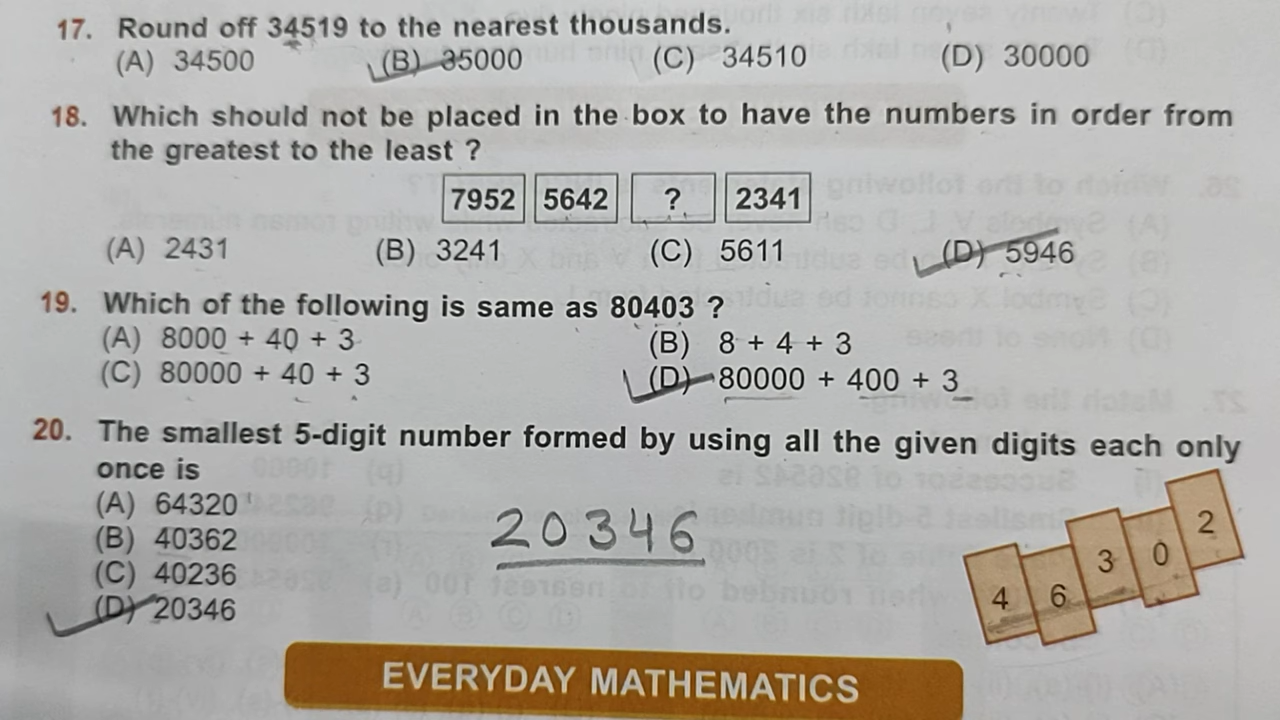 17. Round off 34519 to the nearest thousands.
(A) 34500 (B) 35000 (C) 34510 (D) 30000
18. Which should not be placed in the box to have the numbers in order from
the greatest to the least ?
7952 5642 ? 2341
(A) 2431 (B) 3241 (C) 5611 (D) 5946
19. Which of the following is same as 80403 ?
(A) 8000 + 40 + 3 (B) 8 + 4 + 3
(C) 80000 + 40 + 3 (D) 80000 + 400 + 3
20. The smallest 5-digit number formed by using all the given digits each only
once is
(A) 64320
(B) 40362
(C) 40236
(D) 20346
20346
4 6 3 0 2
EVERYDAY MATHEMATICS